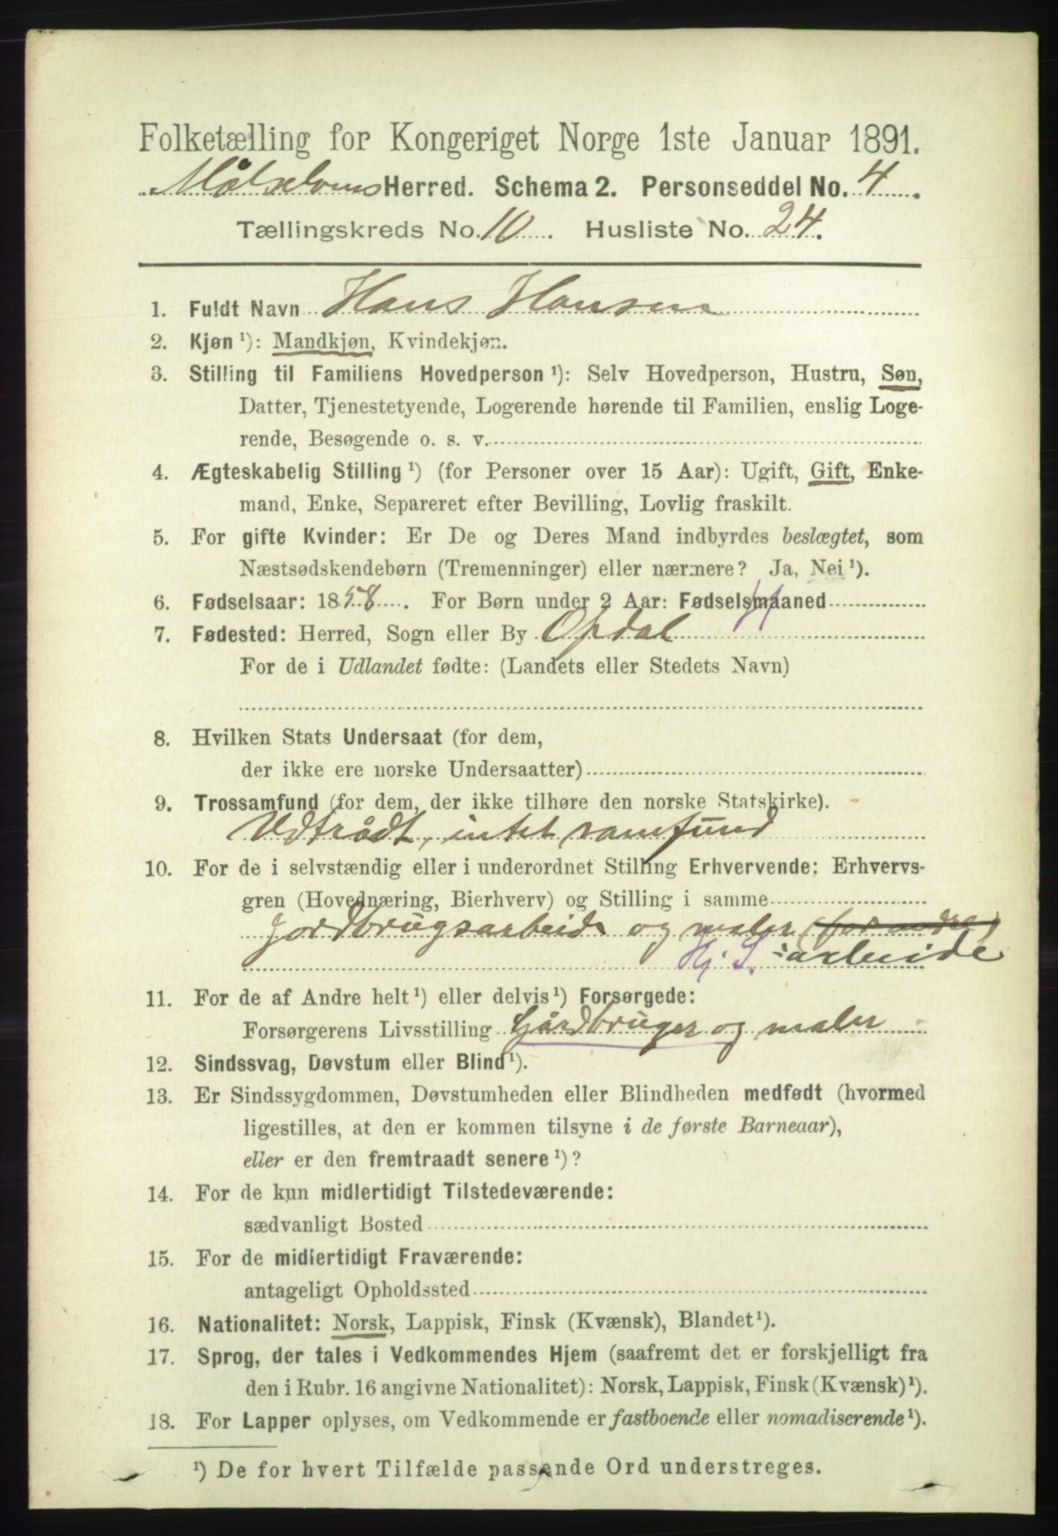 Folketælling for Kongeriget Norge 1ste Januar 1891.
Målselvens Herred. Schema 2. Personseddel No. 4.
Tællingskreds No. 10. Husliste No. 24.
1. Fuldt Navn Hans Hansen
2. Kjøn ¹): Mandkjøn, Kvindekjøn.
3. Stilling til Familiens Hovedperson ¹): Selv Hovedperson, Hustru, Søn,
Datter, Tjenestetyende, Logerende hørende til Familien, enslig Loge-
rende, Besøgende o. s. v.
4. Ægteskabelig Stilling ¹) (for Personer over 15 Aar): Ugift, Gift, Enke-
mand, Enke, Separeret efter Bevilling, Lovlig fraskilt.
5. For gifte Kvinder: Er De og Deres Mand indbyrdes beslægtet, som
Næstsødskendebørn (Tremenninger) eller nærmere? Ja, Nei ¹).
6. Fødselsaar: 1858. For Børn under 2 Aar: Fødselsmaaned
7. Fødested: Herred, Sogn eller By Opdal
For de i Udlandet fødte: (Landets eller Stedets Navn)
8. Hvilken Stats Undersaat (for dem,
der ikke ere norske Undersaatter)
9. Trossamfund (for dem, der ikke tilhøre den norske Statskirke).
Udtrådt, intet samfund
10. For de i selvstændig eller i underordnet Stilling Erhvervende: Erhvervs-
gren (Hovednæring, Bierhverv) og Stilling i samme
jordbrugsarbeide og maler (for andre)
Hj. S. -arbeide
11. For de af Andre helt ¹) eller delvis ¹) Forsørgede:
Forsørgerens Livsstilling Gårdbruger og maler
12. Sindssvag, Døvstum eller Blind ¹).
13. Er Sindssygdommen, Døvstumheden eller Blindheden medfødt (hvormed
ligestilles, at den er kommen tilsyne i de første Barneaar),
eller er den fremtraadt senere ¹)?
14. For de kun midlertidigt Tilstedeværende:
sædvanligt Bosted
15. For de midlertidigt Fraværende:
antageligt Opholdssted
16. Nationalitet: Norsk, Lappisk, Finsk (Kvænsk), Blandet ¹).
17. Sprog, der tales i Vedkommendes Hjem (saafremt det er forskjelligt fra
den i Rubr. 16 angivne Nationalitet): Norsk, Lappisk, Finsk (Kvænsk) ¹).
18. For Lapper oplyses, om Vedkommende er fastboende eller nomadiserende ¹).
¹) De for hvert Tilfælde passende Ord understreges.